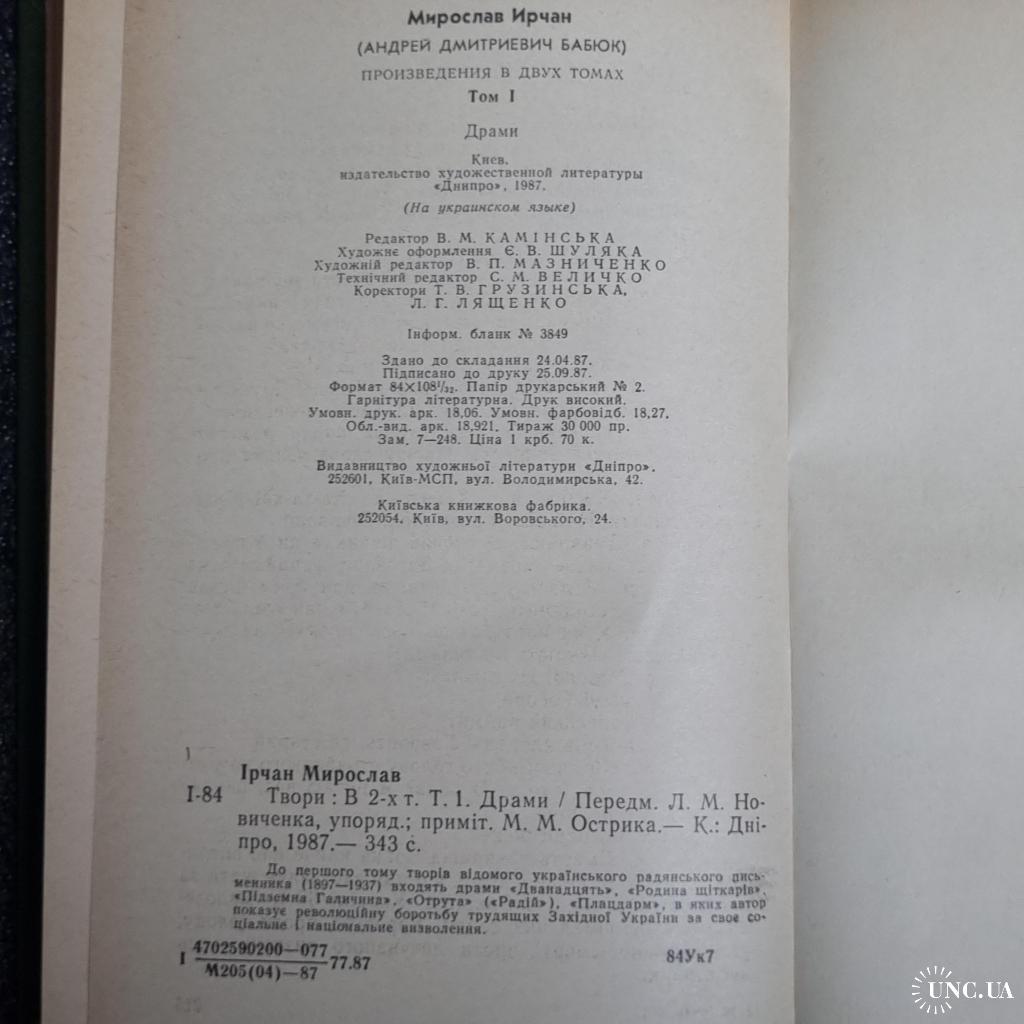 Мирослав Ирчан
(АНДРЕЙ ДМИТРИЕВИЧ БАБЮК)
ПРОИЗВЕДЕНИЯ В ДВУХ ТОМАХ
Том I
Драми
Киев,
издательство художественной литературы
«Днипро», 1987.
(На украинском языке)
Редактор В. М. КАМІНСЬКА
Художнє оформлення Є. В. ШУЛЯКА
Художній редактор В. П. МАЗНИЧЕНКО
Технічний редактор С. М. ВЕЛИЧКО
Коректори Т. В. ГРУЗИНСЬКА,
Л. Г. ЛЯЩЕНКО
Інформ. бланк № 3849
Здано до складання 24.04.87.
Підписано до друку 25.09.87.
Формат 84×108¹/₃₂. Папір друкарський № 2.
Гарнітура літературна. Друк високий.
Умовн. друк. арк. 18,06. Умовн. фарбовідб. 18,27.
Обл.-вид. арк. 18,921. Тираж 30 000 пр.
Зам. 7—248. Ціна 1 крб. 70 к.
Видавництво художньої літератури «Дніпро».
252601, Київ-МСП, вул. Володимирська, 42.
Київська книжкова фабрика.
252054, Київ, вул. Воровського, 24.
Ірчан Мирослав
І-84 Твори : В 2-х т. Т. 1. Драми / Передм. Л. М. Но-
виченка, упоряд.; приміт. М. М. Острика.— К.: Дні-
про, 1987.— 343 с.
До першого тому творів відомого українського радянського пись-
менника (1897—1937) входять драми «Дванадцять», «Родина щіткарів»,
«Підземна Галичина», «Отрута» («Радій»), «Плацдарм», в яких автор
показує революційну боротьбу трудящих Західної України за своє со-
ціальне і національне визволення.
І 4702590200—077
М205(04)—87 77.87
84Ук7
UNC.UA